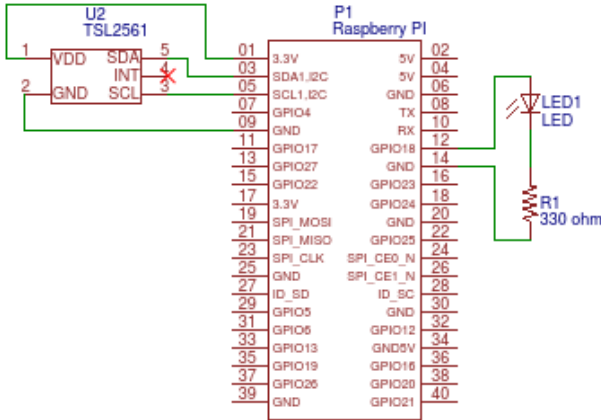 U2
TSL2561
1 VDD SDA 5
INT 4
2 GND SCL 3
P1
Raspberry PI
01 3.3V 5V 02
03 SDA1,I2C 5V 04
05 SCL1,I2C GND 06
07 GPIO4 TX 08
09 GND RX 10
11 GPIO17 GPIO18 12
13 GPIO27 GND 14
15 GPIO22 GPIO23 16
17 3.3V GPIO24 18
19 SPI_MOSI GND 20
21 SPI_MISO GPIO25 22
23 SPI_CLK SPI_CE0_N 24
25 GND SPI_CE1_N 26
27 ID_SD ID_SC 28
29 GPIO5 GND 30
31 GPIO6 GPIO12 32
33 GPIO13 GND5V 34
35 GPIO19 GPIO16 36
37 GPIO26 GPIO20 38
39 GND GPIO21 40
LED1
LED
R1
330 ohm